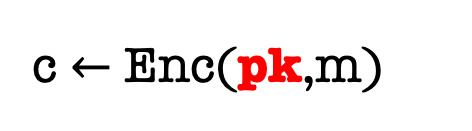 c ← Enc(pk,m)